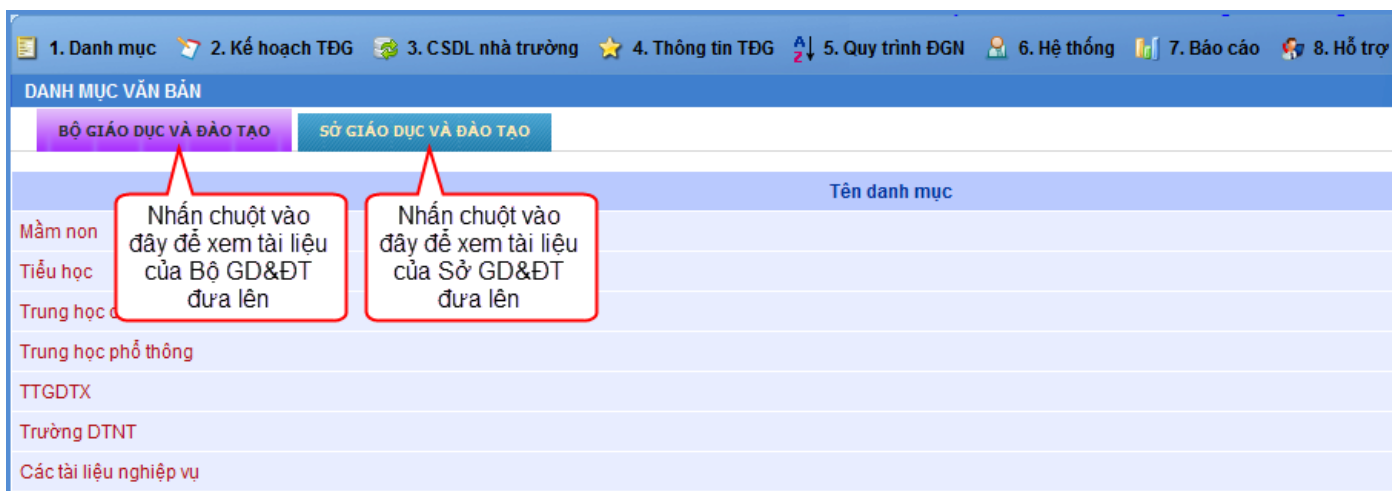 1. Danh mục 2. Kế hoạch TĐG 3. CSDL nhà trường 4. Thông tin TĐG 5. Quy trình ĐGN 6. Hệ thống 7. Báo cáo 8. Hỗ trợ
DANH MỤC VĂN BẢN
BỘ GIÁO DỤC VÀ ĐÀO TẠO SỞ GIÁO DỤC VÀ ĐÀO TẠO
Tên danh mục
Nhấn chuột vào
đây để xem tài liệu
của Bộ GD&ĐT
đưa lên
Nhấn chuột vào
đây để xem tài liệu
của Sở GD&ĐT
đưa lên
Mầm non
Tiểu học
Trung học
Trung học phổ thông
TTGDTX
Trường DTNT
Các tài liệu nghiệp vụ